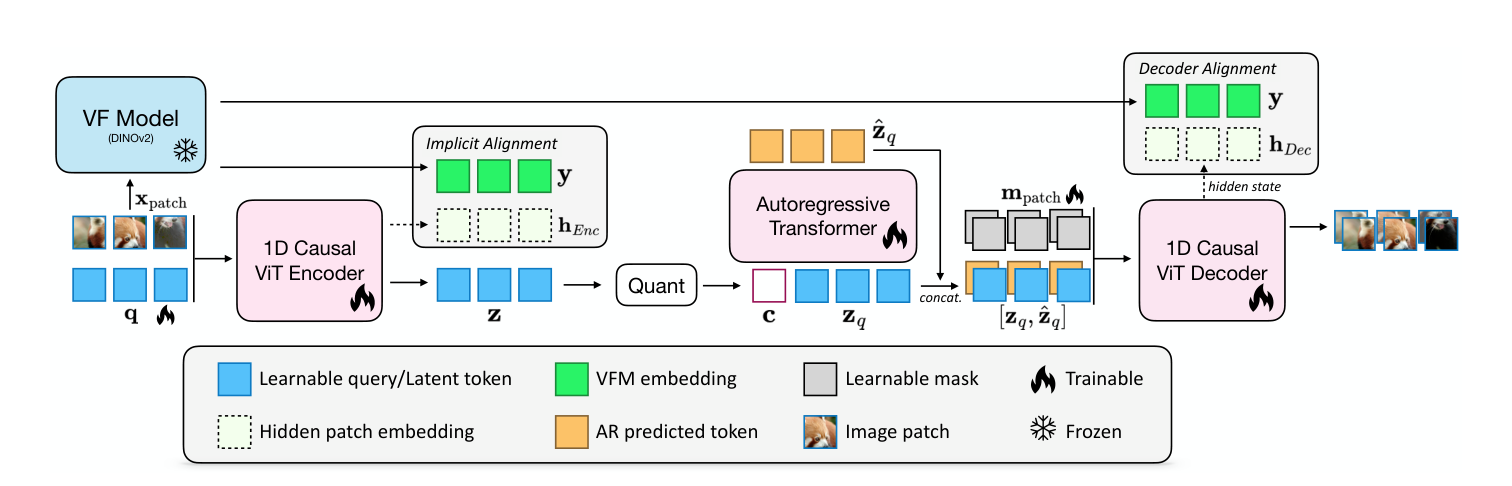 Decoder Alignment
y
h_Dec
hidden state
VF Model
(DINOv2)
Implicit Alignment
y
h_Enc
x_patch
1D Causal
ViT Encoder
q
z
Quant
ẑ_q
Autoregressive
Transformer
c
z_q
concat.
m_patch
[z_q, ẑ_q]
1D Causal
ViT Decoder
Learnable query/Latent token
VFM embedding
Learnable mask
Trainable
Hidden patch embedding
AR predicted token
Image patch
Frozen